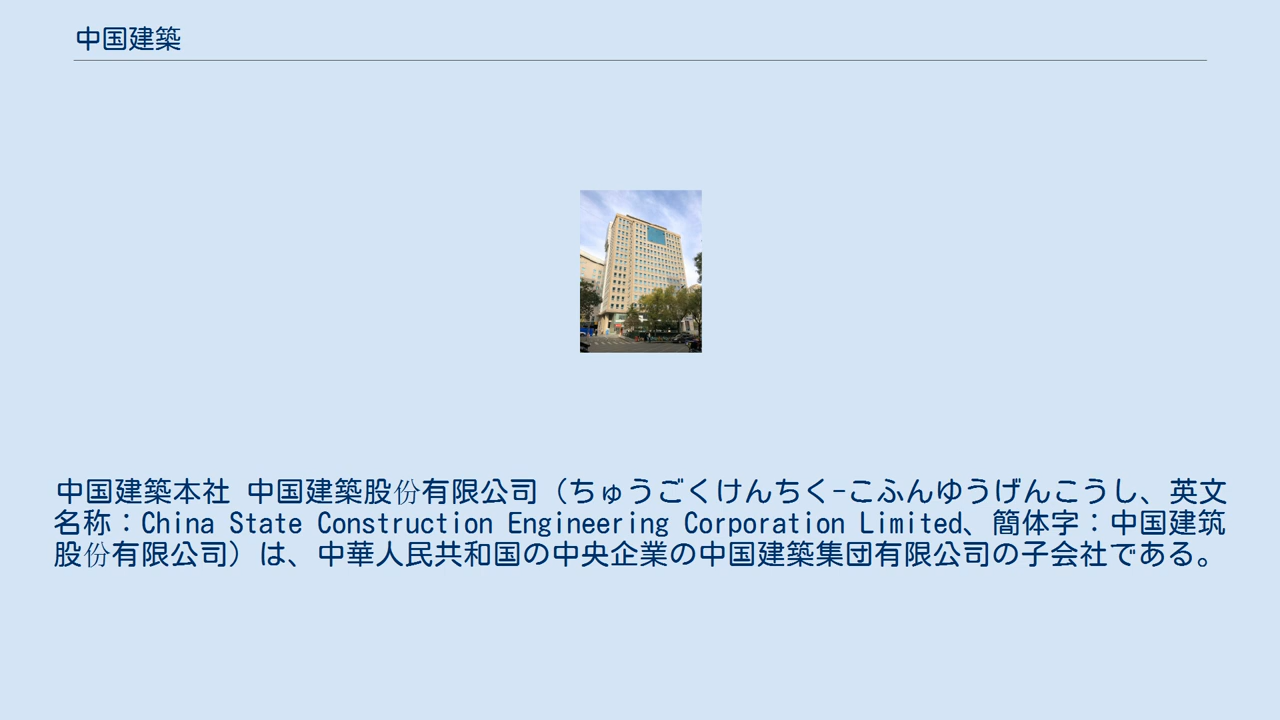 中国建築
中国建築本社 中国建築股份有限公司（ちゅうごくけんちく-こふんゆうげんこうし、英文
名称：China State Construction Engineering Corporation Limited、簡体字：中国建筑
股份有限公司）は、中華人民共和国の中央企業の中国建築集団有限公司の子会社である。